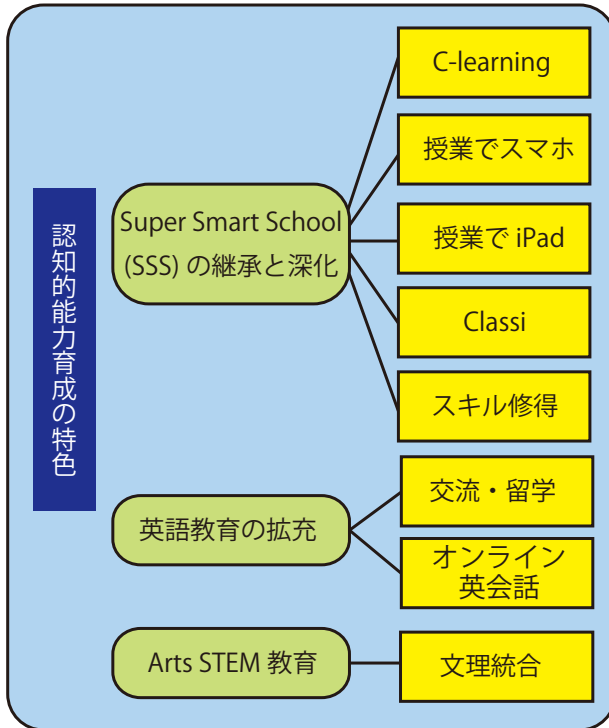 認知的能力育成の特色
Super Smart School
(SSS) の継承と深化
C-learning
授業でスマホ
授業で iPad
Classi
スキル修得
英語教育の拡充
交流・留学
オンライン
英会話
Arts STEM 教育
文理統合